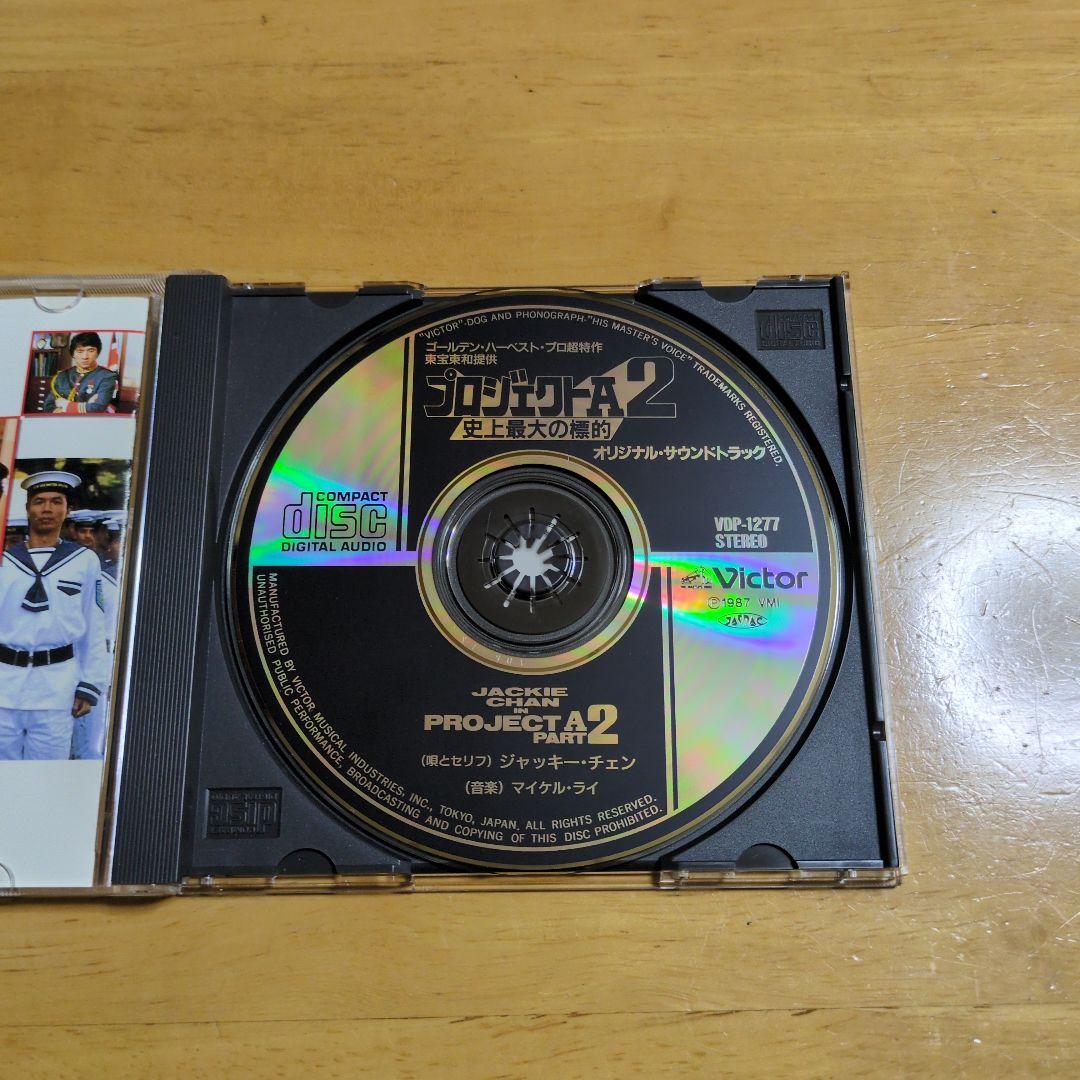 "VICTOR"-DOG AND PHONOGRAPH-"HIS MASTER'S VOICE" TRADEMARKS REGISTERED.
ゴールデン・ハーベスト・プロ超特作
東宝東和提供
プロジェクトA2
史上最大の標的
オリジナル・サウンドトラック
COMPACT
disc
DIGITAL AUDIO
VDP-1277
STEREO
Victor
Ⓟ1987 VMI
JASRAC
JACKIE
CHAN
IN
PROJECT A2
PART
(唄とセリフ) ジャッキー・チェン
(音楽) マイケル・ライ
MANUFACTURED BY VICTOR MUSICAL INDUSTRIES, INC., TOKYO, JAPAN. ALL RIGHTS RESERVED.
UNAUTHORISED PUBLIC PERFORMANCE, BROADCASTING AND COPYING OF THIS DISC PROHIBITED.
disc
disc